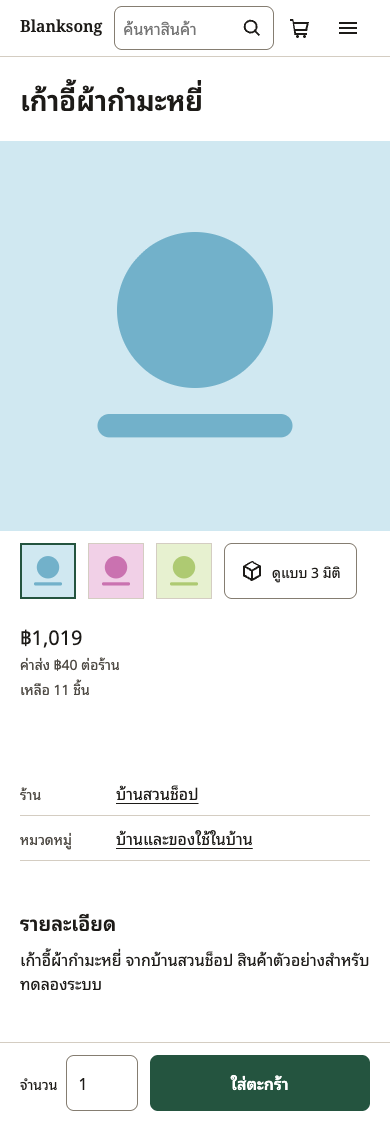 Blanksong
ค้นหาสินค้า
เก้าอี้ผ้ากำมะหยี่
ดูแบบ 3 มิติ
฿1,019
ค่าส่ง ฿40 ต่อร้าน
เหลือ 11 ชิ้น
ร้าน บ้านสวนช็อป
หมวดหมู่ บ้านและของใช้ในบ้าน
รายละเอียด
เก้าอี้ผ้ากำมะหยี่ จากบ้านสวนช็อป สินค้าตัวอย่างสำหรับ
ทดลองระบบ
จำนวน 1 ใส่ตะกร้า